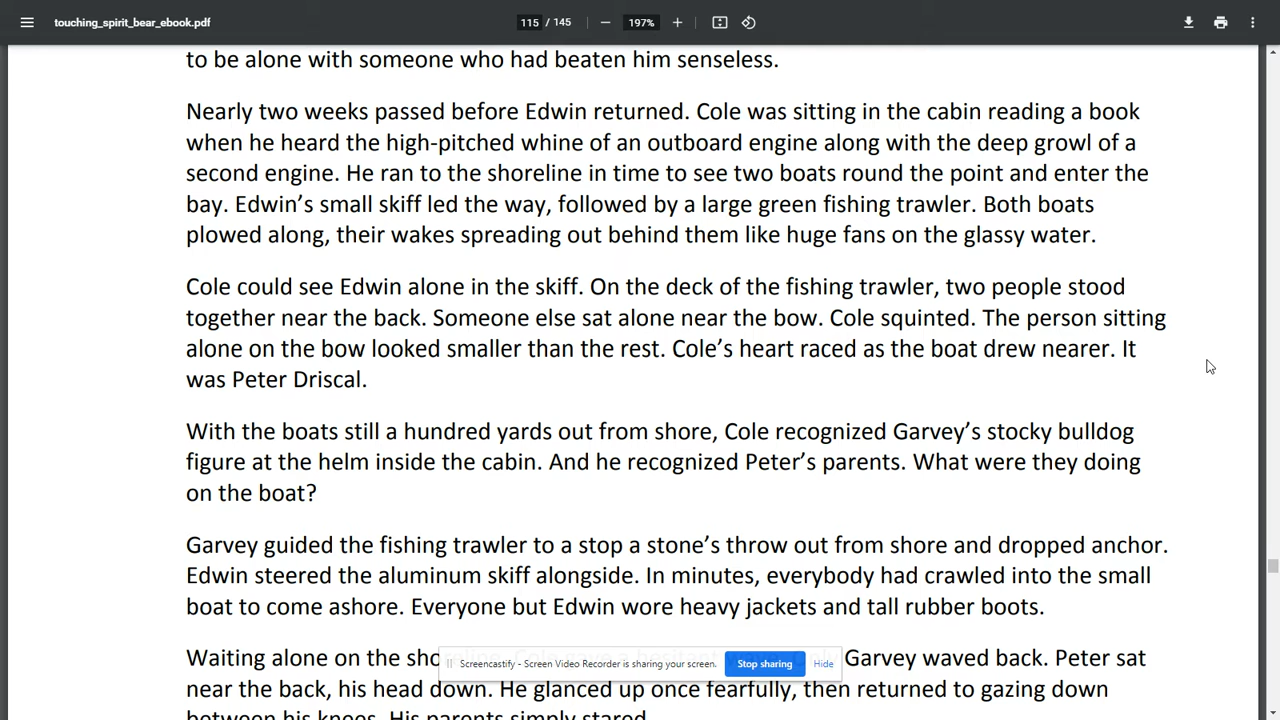 touching_spirit_bear_ebook.pdf
115 / 145
197%
to be alone with someone who had beaten him senseless.
Nearly two weeks passed before Edwin returned. Cole was sitting in the cabin reading a book
when he heard the high-pitched whine of an outboard engine along with the deep growl of a
second engine. He ran to the shoreline in time to see two boats round the point and enter the
bay. Edwin’s small skiff led the way, followed by a large green fishing trawler. Both boats
plowed along, their wakes spreading out behind them like huge fans on the glassy water.
Cole could see Edwin alone in the skiff. On the deck of the fishing trawler, two people stood
together near the back. Someone else sat alone near the bow. Cole squinted. The person sitting
alone on the bow looked smaller than the rest. Cole’s heart raced as the boat drew nearer. It
was Peter Driscal.
With the boats still a hundred yards out from shore, Cole recognized Garvey’s stocky bulldog
figure at the helm inside the cabin. And he recognized Peter’s parents. What were they doing
on the boat?
Garvey guided the fishing trawler to a stop a stone’s throw out from shore and dropped anchor.
Edwin steered the aluminum skiff alongside. In minutes, everybody had crawled into the small
boat to come ashore. Everyone but Edwin wore heavy jackets and tall rubber boots.
Waiting alone on the Garvey waved back. Peter sat
Screencastify - Screen Video Recorder is sharing your screen. Stop sharing Hide
near the back, his head down. He glanced up once fearfully, then returned to gazing down
between his knees. His parents simply stared.